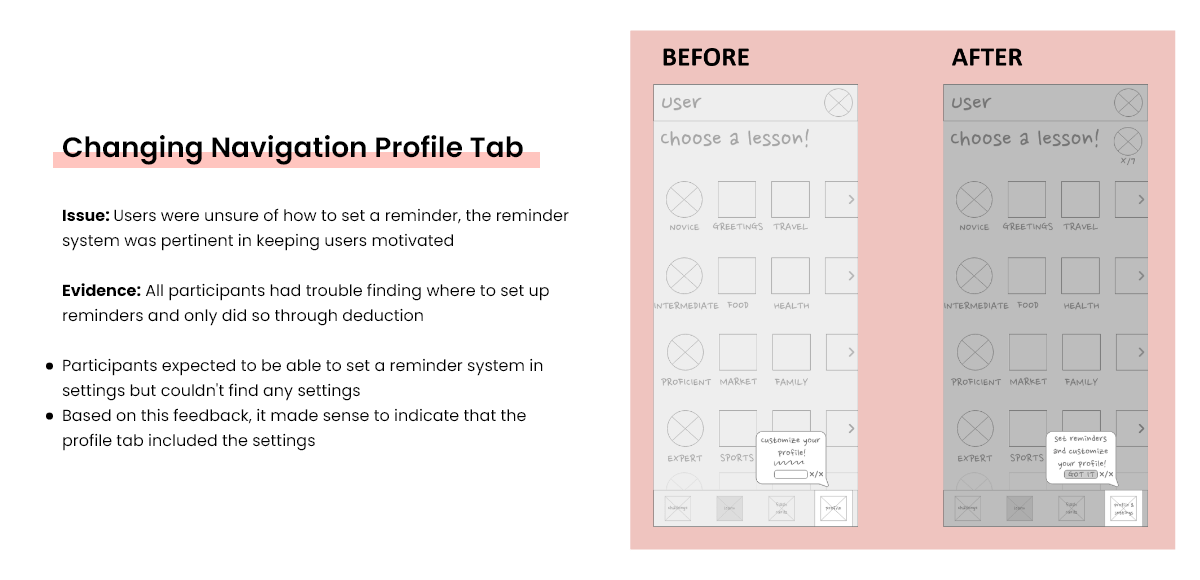 Changing Navigation Profile Tab
Issue: Users were unsure of how to set a reminder, the reminder
system was pertinent in keeping users motivated
Evidence: All participants had trouble finding where to set up
reminders and only did so through deduction
Participants expected to be able to set a reminder system in
settings but couldn't find any settings
Based on this feedback, it made sense to indicate that the
profile tab included the settings
BEFORE
user
choose a lesson!
NOVICE GREETINGS TRAVEL
INTERMEDIATE FOOD HEALTH
PROFICIENT MARKET FAMILY
EXPERT SPORTS
customize your
profile!
x/x
profile
AFTER
user
choose a lesson!
x/7
NOVICE GREETINGS TRAVEL
INTERMEDIATE FOOD HEALTH
PROFICIENT MARKET FAMILY
EXPERT SPORTS
set reminders
and customize
your profile!
GOT IT x/x
profile &
settings